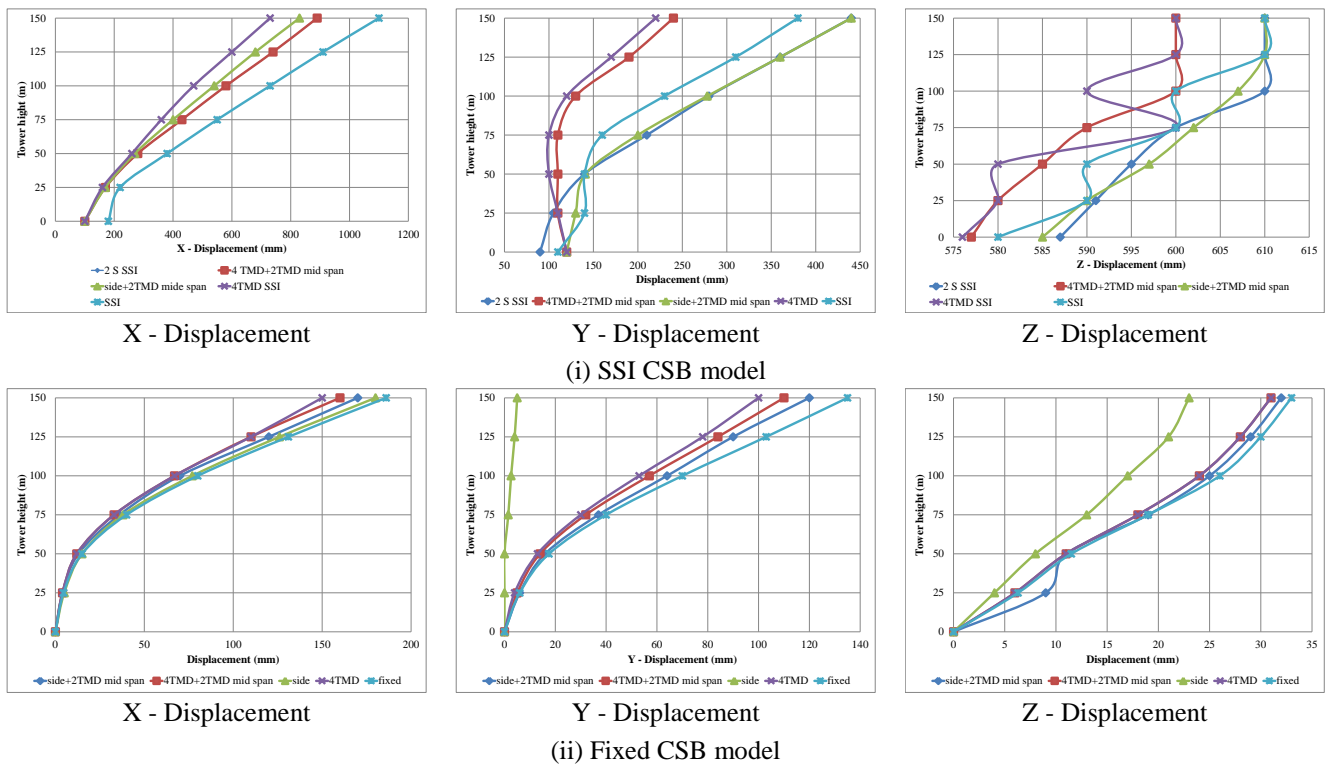 Tower hight (m)
150
125
100
75
50
25
0
0 200 400 600 800 1000 1200
X - Displacement (mm)
2 S SSI 4 TMD+2TMD mid span
side+2TMD mide span 4TMD SSI
SSI
X - Displacement
Tower height (m)
150
125
100
75
50
25
0
50 100 150 200 250 300 350 400 450
Displacement (mm)
2 S SSI 4TMD+2TMD mid span side+2TMD mid span 4TMD SSI
Y - Displacement
Tower height (m)
150
125
100
75
50
25
0
575 580 585 590 595 600 605 610 615
Z - Displacement (mm)
2 S SSI 4TMD+2TMD mid span side+2TMD mid span
4TMD SSI SSI
Z - Displacement
(i) SSI CSB model
Tower height (m)
150
125
100
75
50
25
0
0 50 100 150 200
Displacement (mm)
side+2TMD mid span 4TMD+2TMD mid span side 4TMD fixed
X - Displacement
Tower height (m)
150
125
100
75
50
25
0
0 20 40 60 80 100 120 140
Y - Displacement (mm)
side+2TMD mid span 4TMD+2TMD mid span side 4TMD fixed
Y - Displacement
Tower height (m)
150
125
100
75
50
25
0
0 5 10 15 20 25 30 35
Displacement (mm)
side+2TMD mid span 4TMD+2TMD mid span side 4TMD fixed
Z - Displacement
(ii) Fixed CSB model